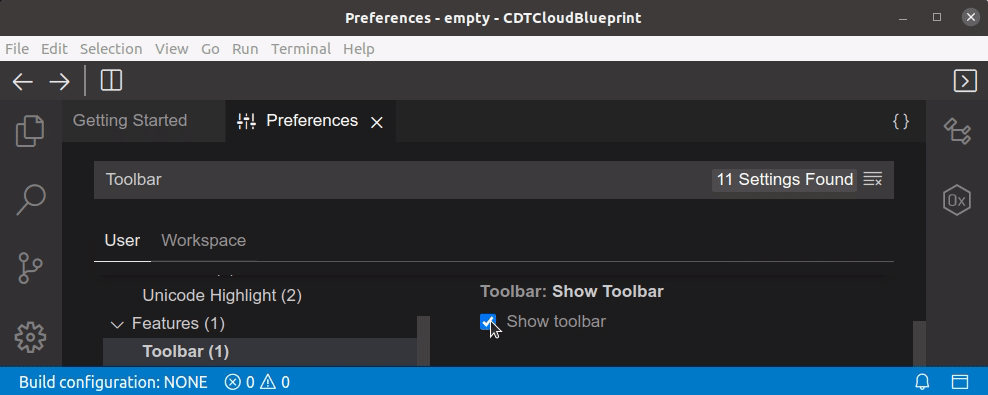 Preferences - empty - CDTCloudBlueprint
File Edit Selection View Go Run Terminal Help
Getting Started Preferences { }
Toolbar 11 Settings Found
0x
User Workspace
Unicode Highlight (2)
Toolbar: Show Toolbar
Features (1)
Show toolbar
Toolbar (1)
Build configuration: NONE 0 0